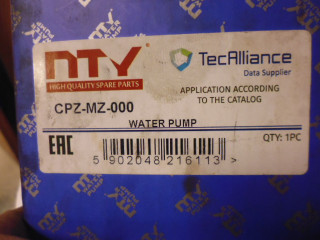 NTY
HIGH QUALITY SPARE PARTS
TecAlliance
Data Supplier
APPLICATION ACCORDING
TO THE CATALOG
CPZ-MZ-000
WATER PUMP
EAC
QTY: 1PC
5 902048 216113 >